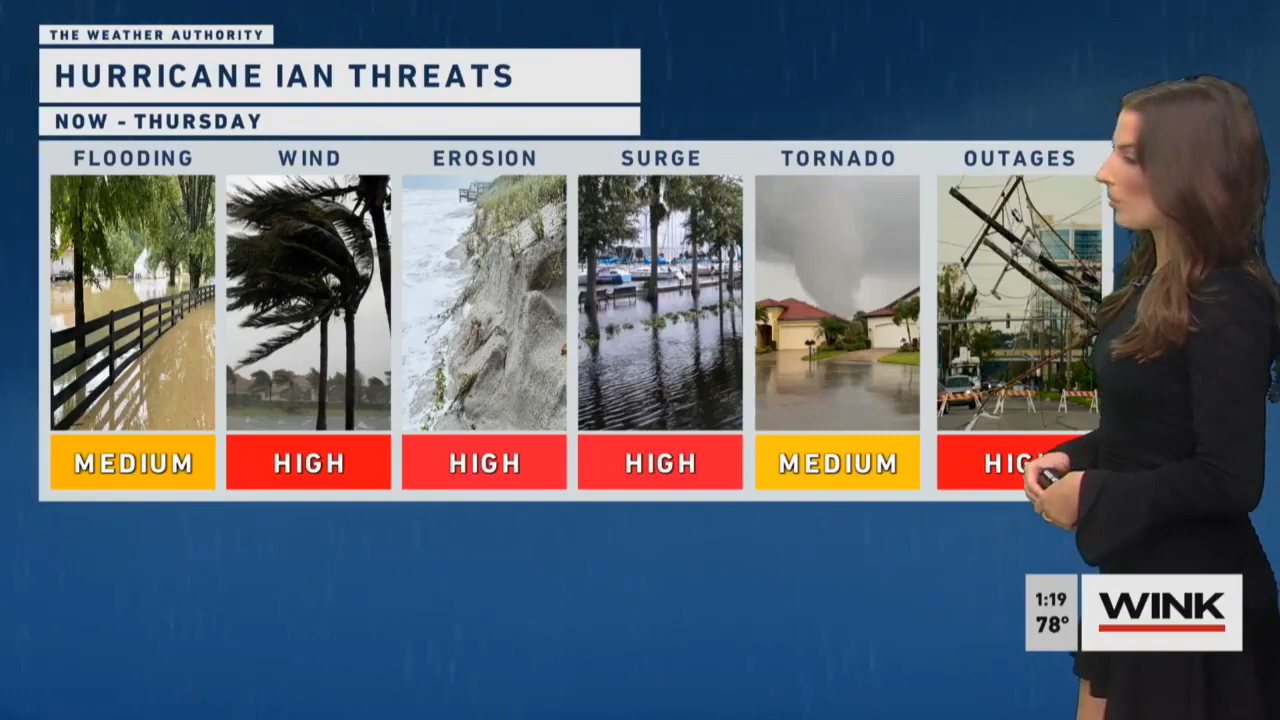 THE WEATHER AUTHORITY
HURRICANE IAN THREATS
NOW - THURSDAY
FLOODING WIND EROSION SURGE TORNADO OUTAGES
MEDIUM HIGH HIGH HIGH MEDIUM HIG
1:19
78°
WINK